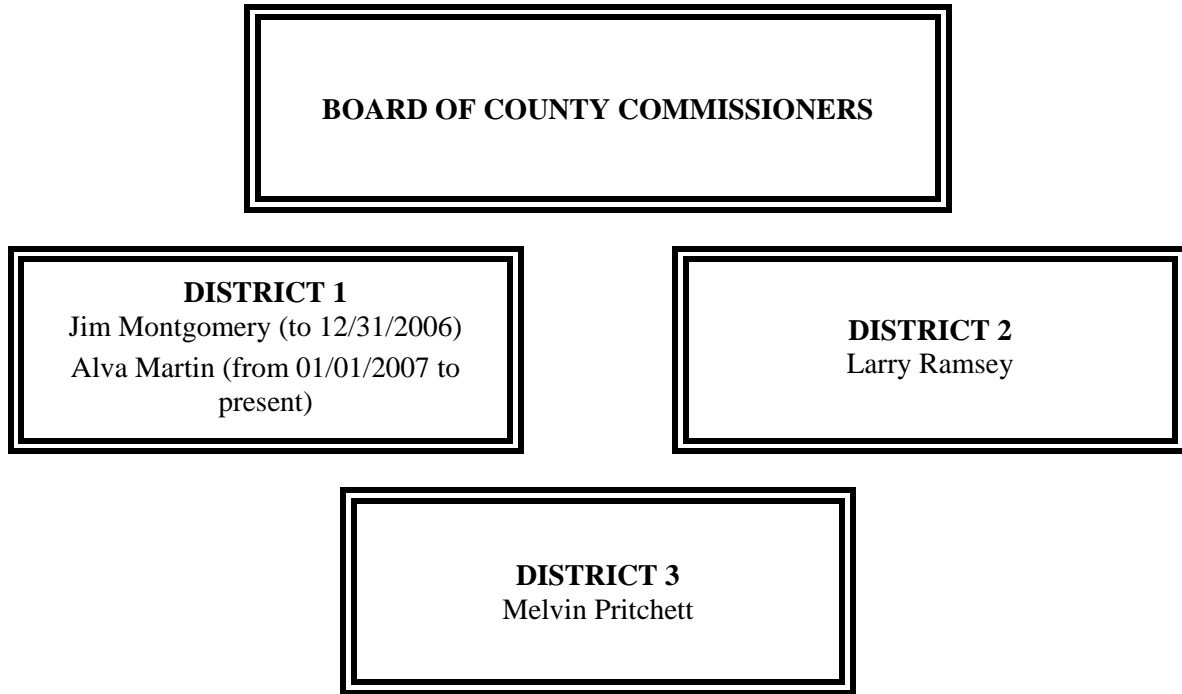 BOARD OF COUNTY COMMISSIONERS
DISTRICT 1
Jim Montgomery (to 12/31/2006)
Alva Martin (from 01/01/2007 to
present)
DISTRICT 2
Larry Ramsey
DISTRICT 3
Melvin Pritchett